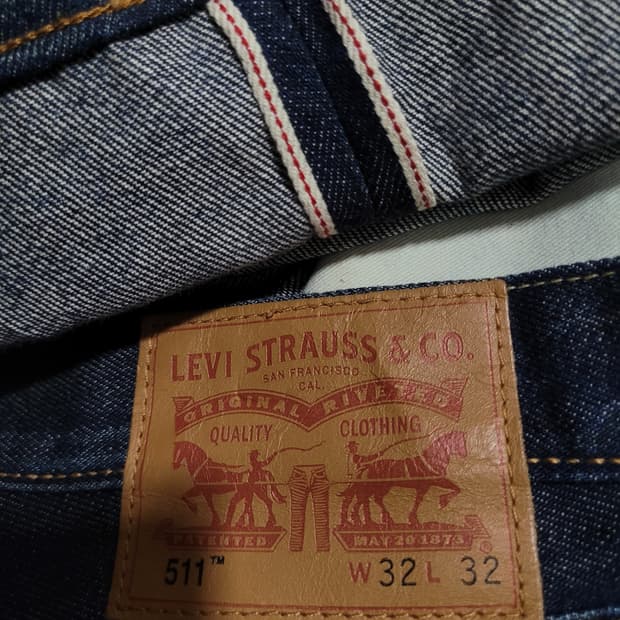 LEVI STRAUSS & CO.
SAN FRANCISCO
CAL.
ORIGINAL RIVETED
QUALITY CLOTHING
PATENTED MAY 20 1873
®
511™ W 32 L 32